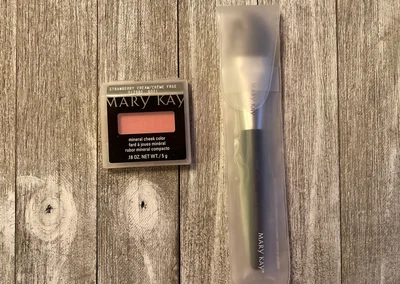 STRAWBERRY CREAM/CRÈME FRAI
MARY KAY
mineral cheek color
fard à joues minéral
rubor mineral compacto
.18 OZ. NET WT. / 5 g
MARY KAY